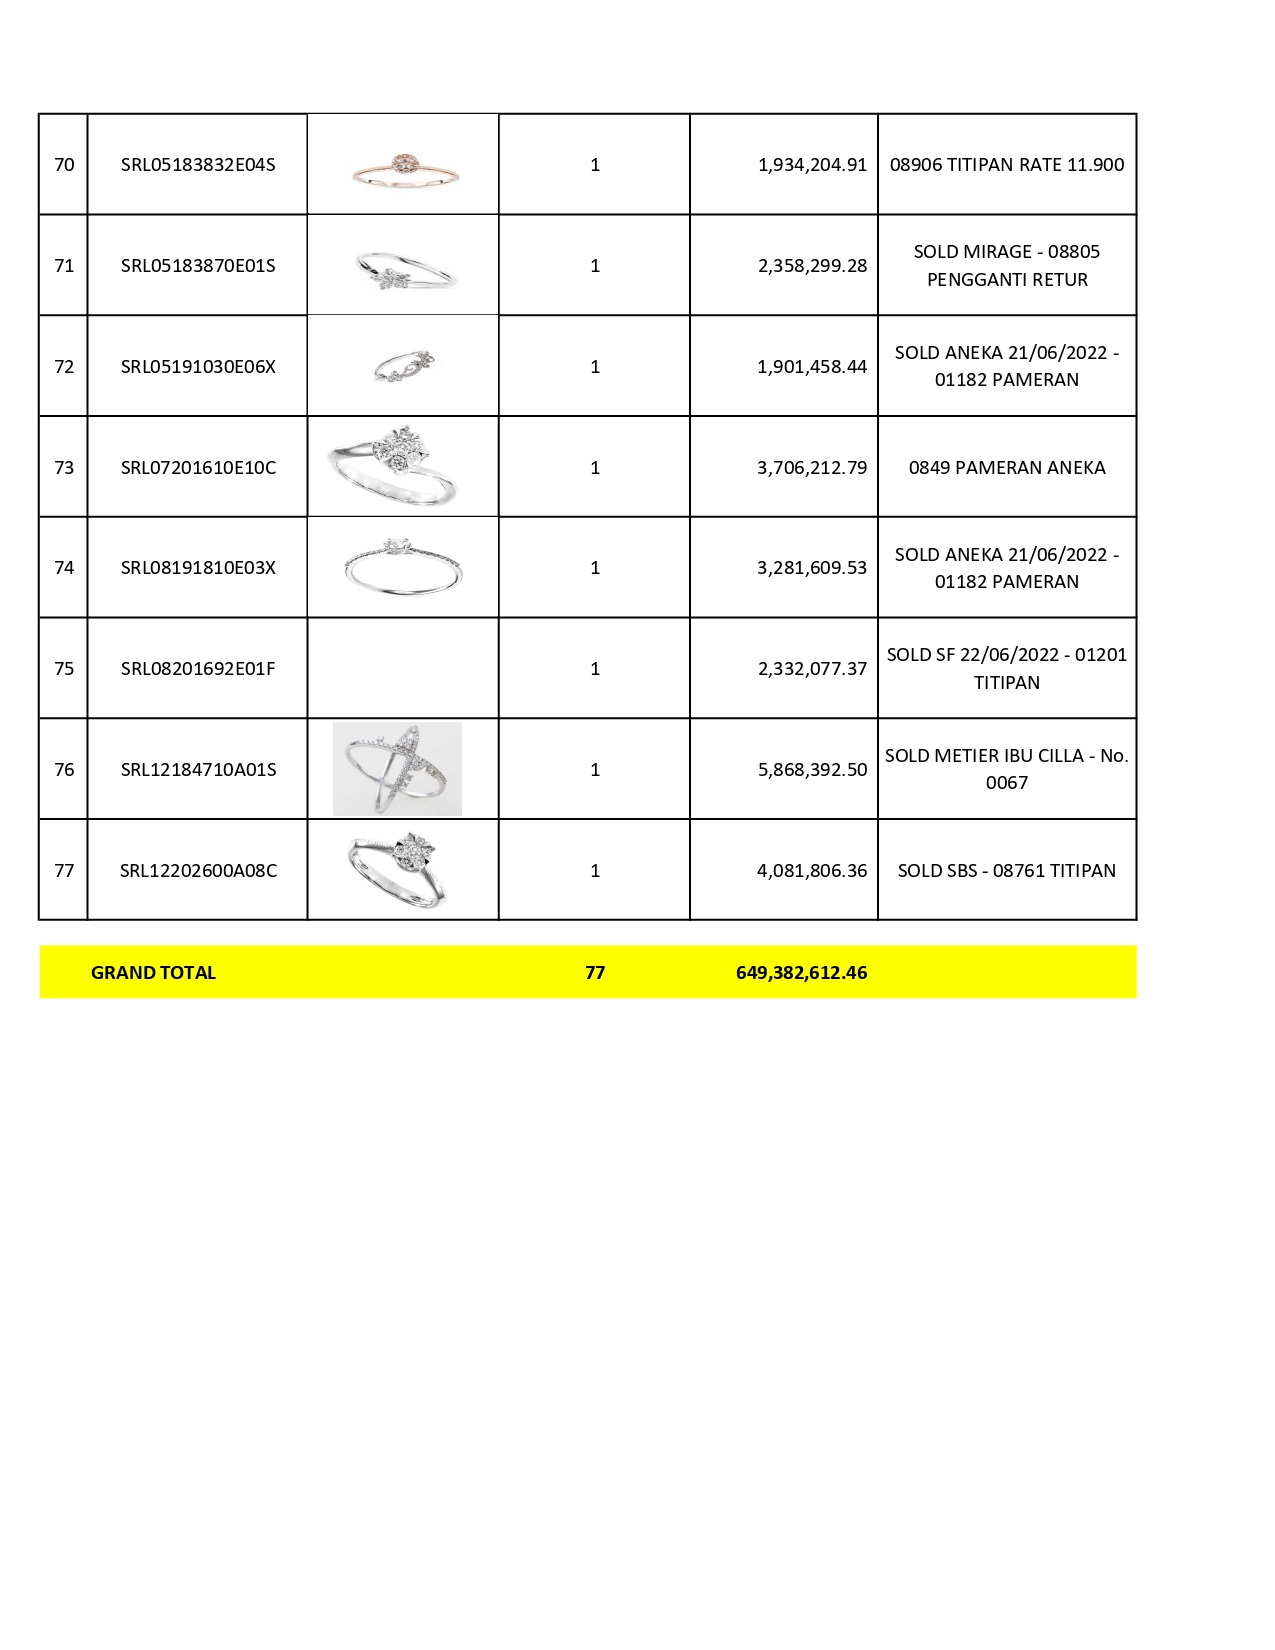 70 SRL05183832E04S 1 1,934,204.91 08906 TITIPAN RATE 11.900
71 SRL05183870E01S 1 2,358,299.28 SOLD MIRAGE - 08805
PENGGANTI RETUR
72 SRL05191030E06X 1 1,901,458.44 SOLD ANEKA 21/06/2022 -
01182 PAMERAN
73 SRL07201610E10C 1 3,706,212.79 0849 PAMERAN ANEKA
74 SRL08191810E03X 1 3,281,609.53 SOLD ANEKA 21/06/2022 -
01182 PAMERAN
75 SRL08201692E01F 1 2,332,077.37 SOLD SF 22/06/2022 - 01201
TITIPAN
76 SRL12184710A01S 1 5,868,392.50 SOLD METIER IBU CILLA - No.
0067
77 SRL12202600A08C 1 4,081,806.36 SOLD SBS - 08761 TITIPAN
GRAND TOTAL 77 649,382,612.46